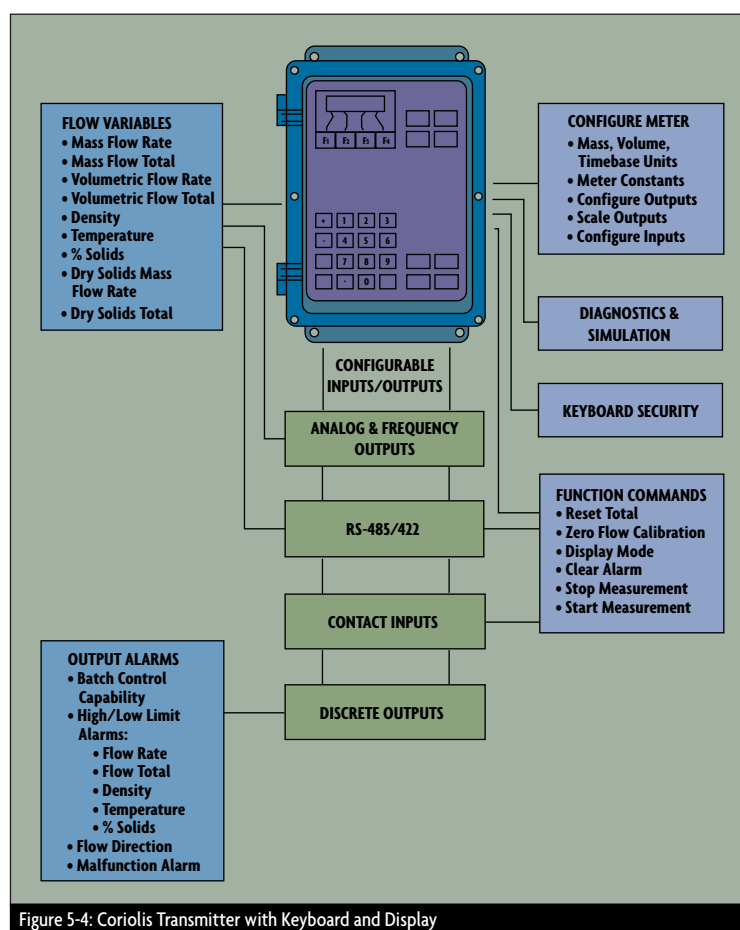 FLOW VARIABLES
• Mass Flow Rate
• Mass Flow Total
• Volumetric Flow Rate
• Volumetric Flow Total
• Density
• Temperature
• % Solids
• Dry Solids Mass
Flow Rate
• Dry Solids Total
F1 F2 F3 F4
+ 1 2 3
- 4 5 6
7 8 9
. 0
CONFIGURE METER
• Mass, Volume,
Timebase Units
• Meter Constants
• Configure Outputs
• Scale Outputs
• Configure Inputs
DIAGNOSTICS &
SIMULATION
KEYBOARD SECURITY
CONFIGURABLE
INPUTS/OUTPUTS
ANALOG & FREQUENCY
OUTPUTS
RS-485/422
CONTACT INPUTS
DISCRETE OUTPUTS
FUNCTION COMMANDS
• Reset Total
• Zero Flow Calibration
• Display Mode
• Clear Alarm
• Stop Measurement
• Start Measurement
OUTPUT ALARMS
• Batch Control
Capability
• High/Low Limit
Alarms:
• Flow Rate
• Flow Total
• Density
• Temperature
• % Solids
• Flow Direction
• Malfunction Alarm
Figure 5-4: Coriolis Transmitter with Keyboard and Display